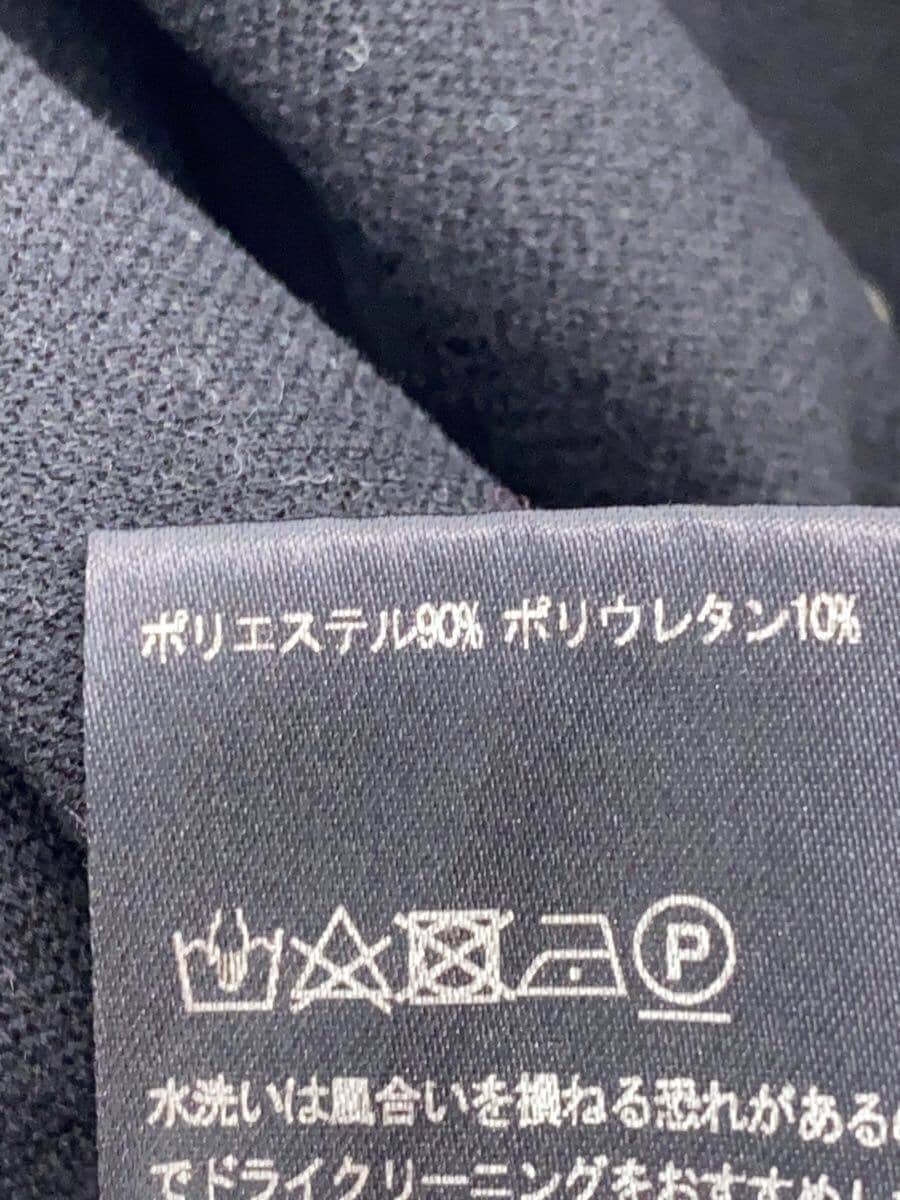 ポリエステル90% ポリウレタン10%
P
水洗いは風合いを損ねる恐れがある
でドライクリーニングをおすすめし